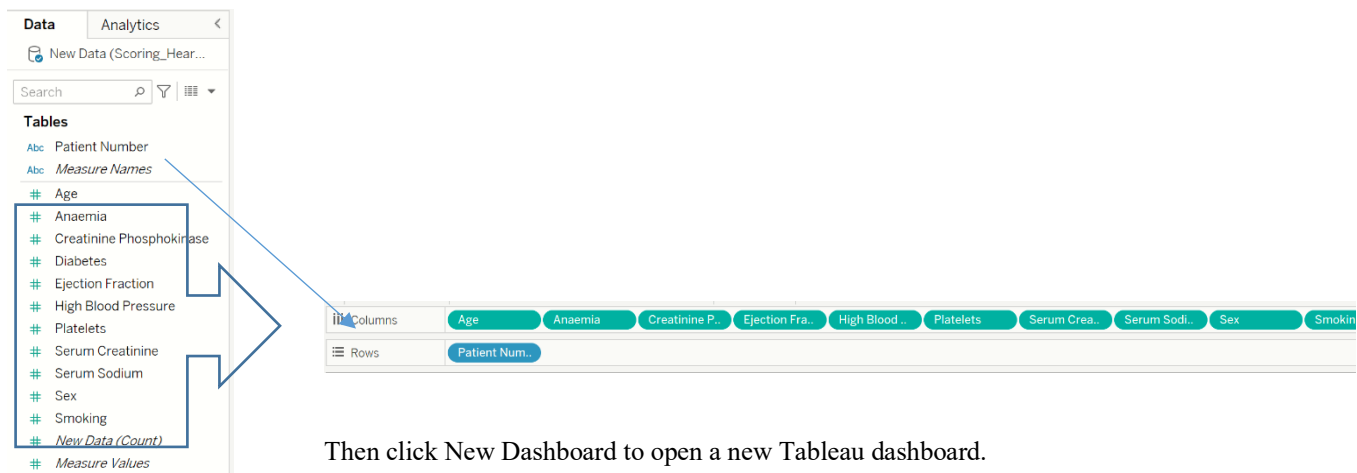 Data Analytics <
New Data (Scoring_Hear...
Search
Tables
Abc Patient Number
Abc Measure Names
# Age
# Anaemia
# Creatinine Phosphokinase
# Diabetes
# Ejection Fraction
# High Blood Pressure
# Platelets
# Serum Creatinine
# Serum Sodium
# Sex
# Smoking
# New Data (Count)
# Measure Values
Columns Age Anaemia Creatinine P.. Ejection Fra.. High Blood .. Platelets Serum Crea.. Serum Sodi.. Sex Smokin
Rows Patient Num..
Then click New Dashboard to open a new Tableau dashboard.